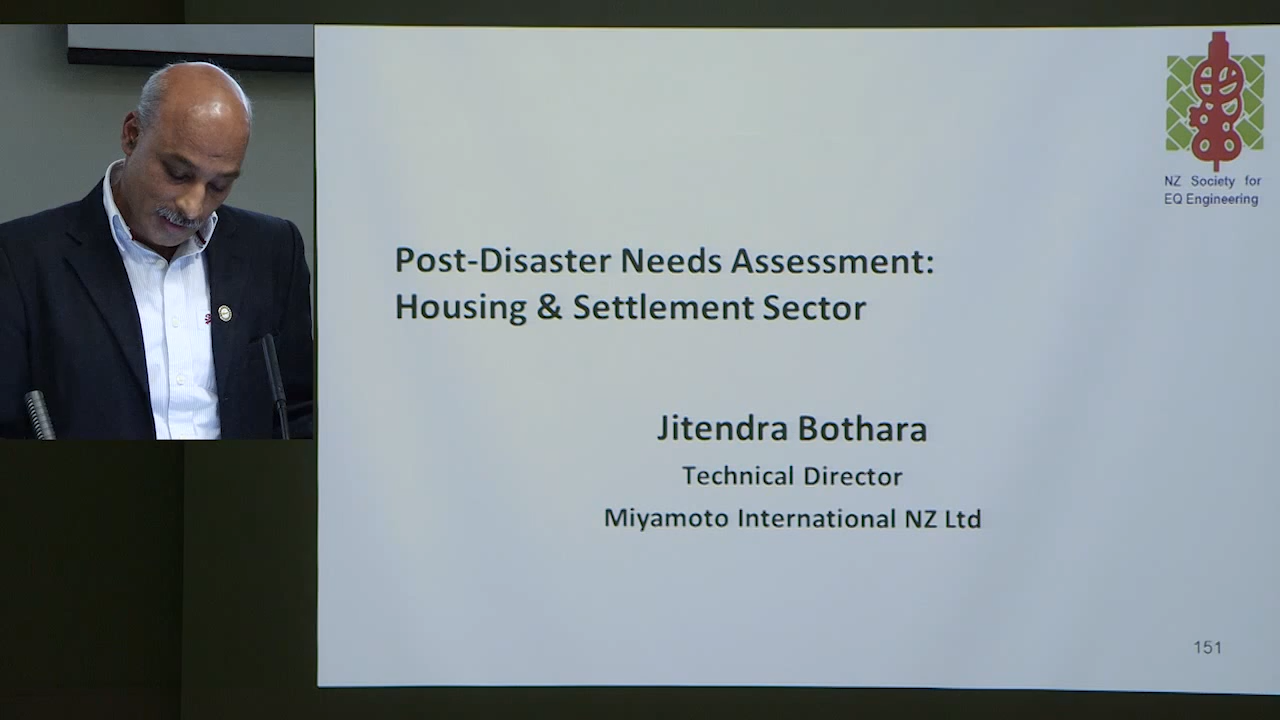 NZ Society for
EQ Engineering
Post-Disaster Needs Assessment:
Housing & Settlement Sector
Jitendra Bothara
Technical Director
Miyamoto International NZ Ltd
151